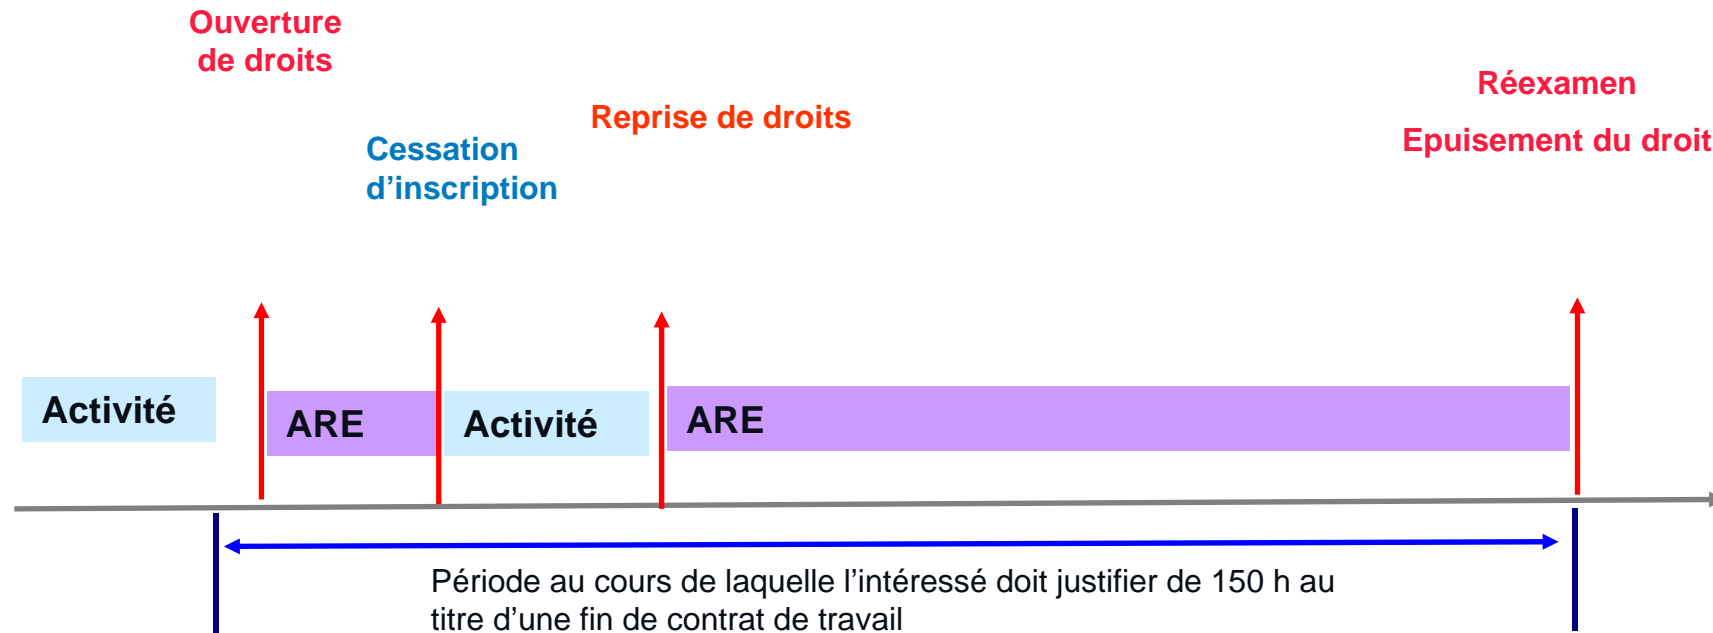 Ouverture
de droits
Réexamen
Reprise de droits
Epuisement du droit
Cessation
d’inscription
Activité
ARE
Activité
ARE
Période au cours de laquelle l’intéressé doit justifier de 150 h au
titre d’une fin de contrat de travail